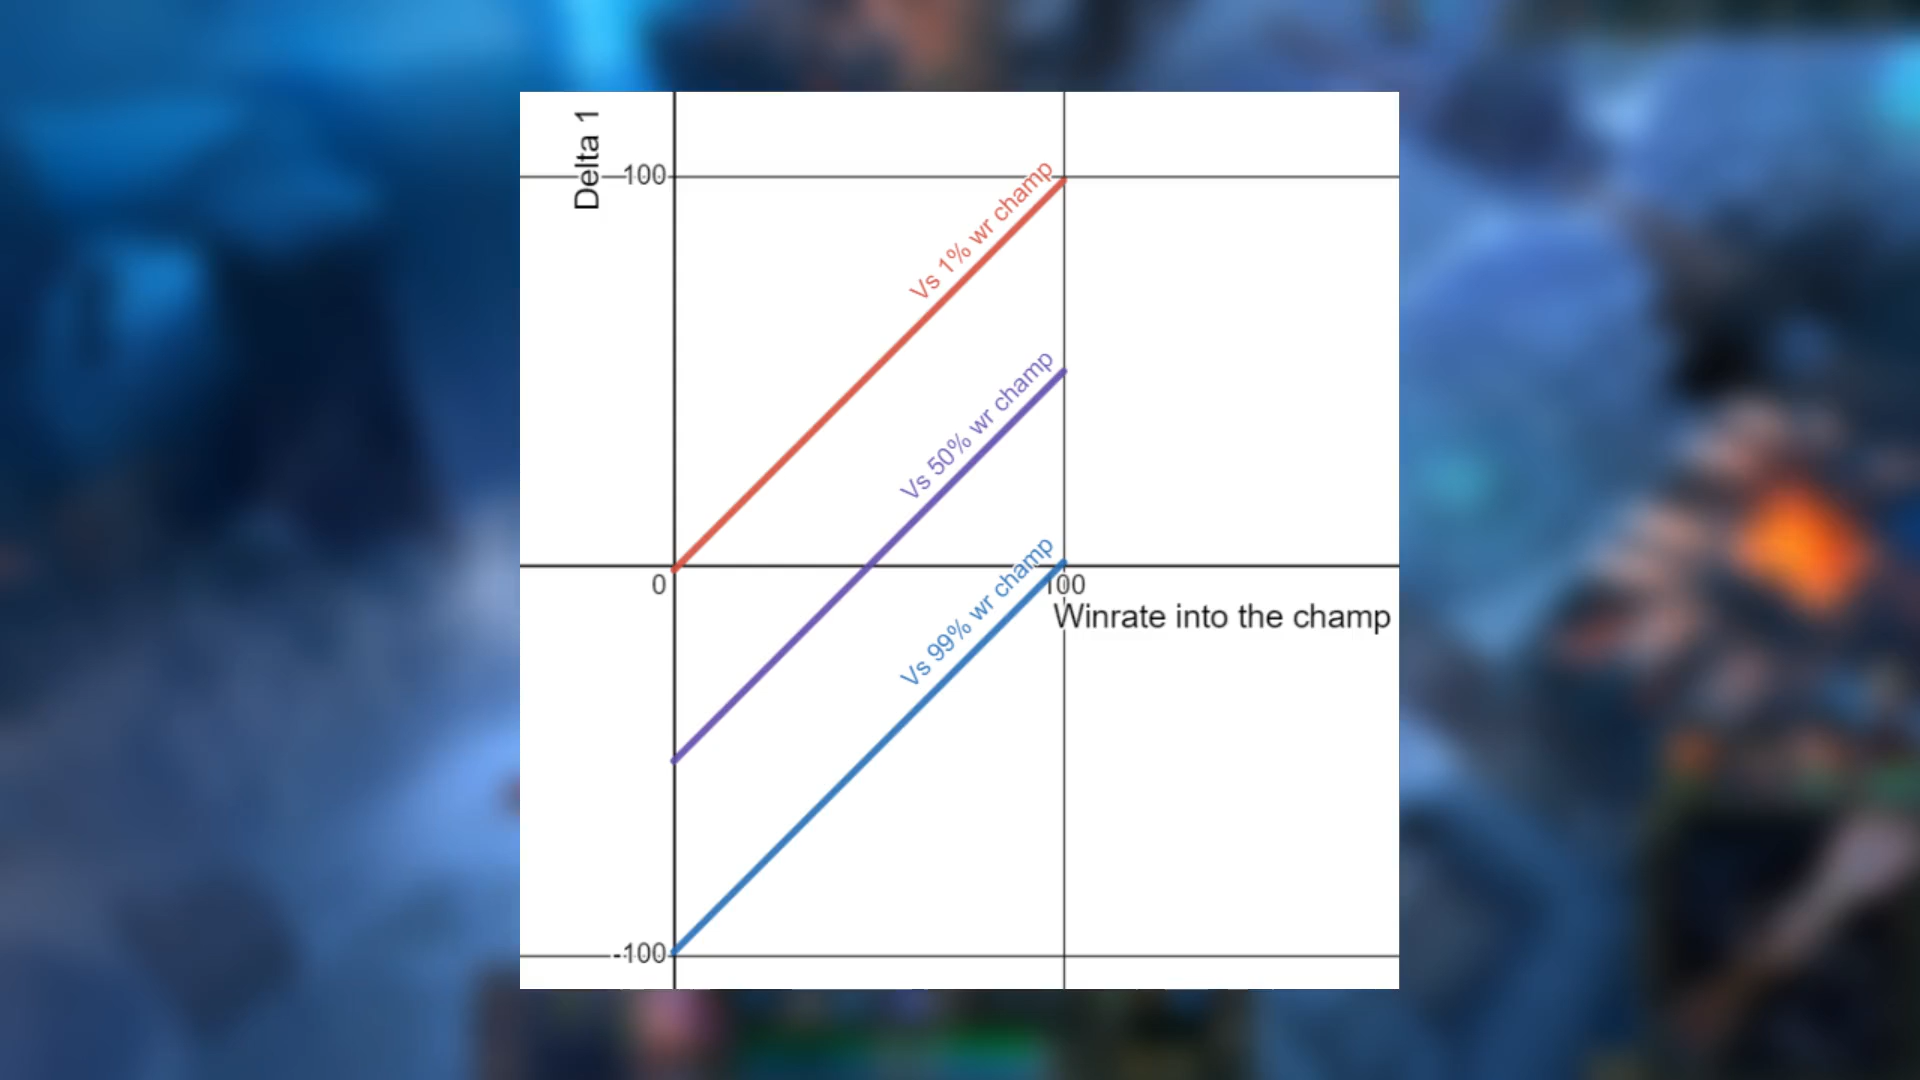 Delta 1
100
Vs 1% wr champ
Vs 50% wr champ
Vs 99% wr champ
0
100
Winrate into the champ
-100